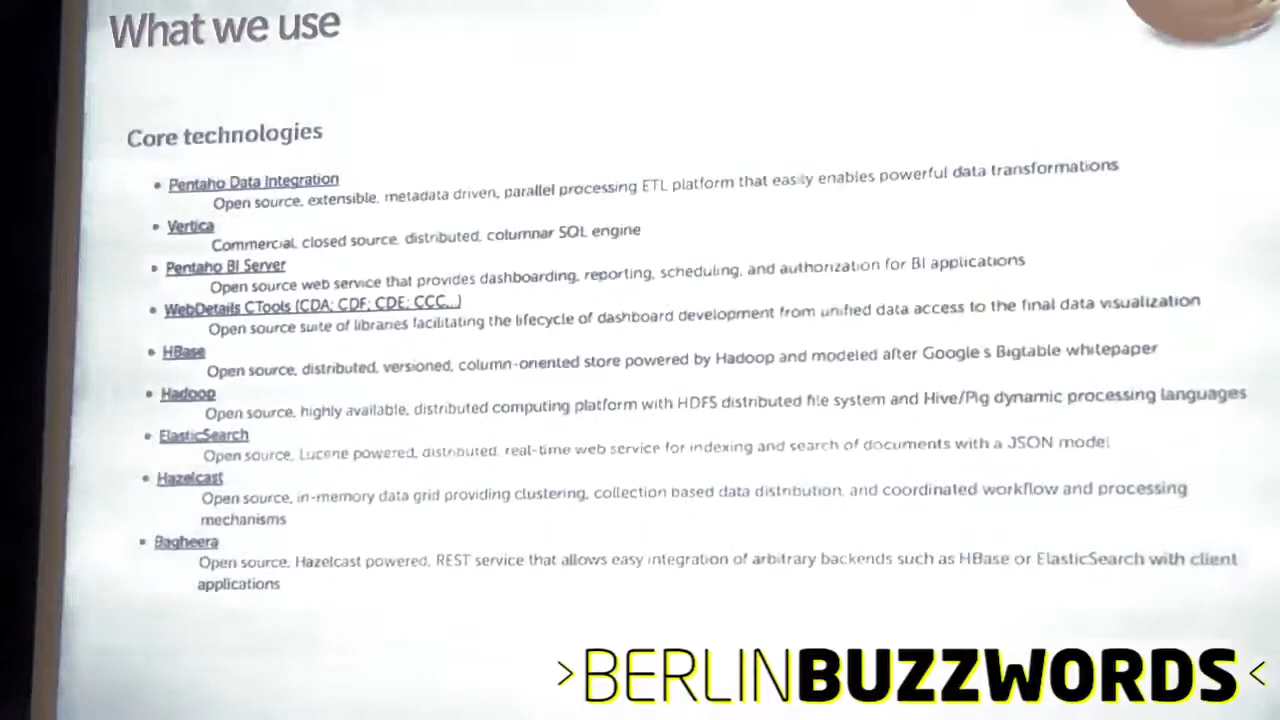 What we use
Core technologies
• Pentaho Data Integration
Open source, extensible, metadata driven, parallel processing ETL platform that easily enables powerful data transformations
• Vertica
Commercial, closed source, distributed, columnar SQL engine
• Pentaho BI Server
Open source web service that provides dashboarding, reporting, scheduling, and authorization for BI applications
• WebDetails CTools (CDA; CDF; CDE; CCC...)
Open source suite of libraries facilitating the lifecycle of dashboard development from unified data access to the final data visualization
• HBase
Open source, distributed, versioned, column-oriented store powered by Hadoop and modeled after Google's Bigtable whitepaper
• Hadoop
Open source, highly available, distributed computing platform with HDFS distributed file system and Hive/Pig dynamic processing languages
• ElasticSearch
Open source, Lucene powered, distributed, real-time web service for indexing and search of documents with a JSON model
• Hazelcast
Open source, in-memory data grid providing clustering, collection based data distribution, and coordinated workflow and processing
mechanisms
• Bagheera
Open source, Hazelcast powered, REST service that allows easy integration of arbitrary backends such as HBase or ElasticSearch with client
applications
>BERLINBUZZWORDS<